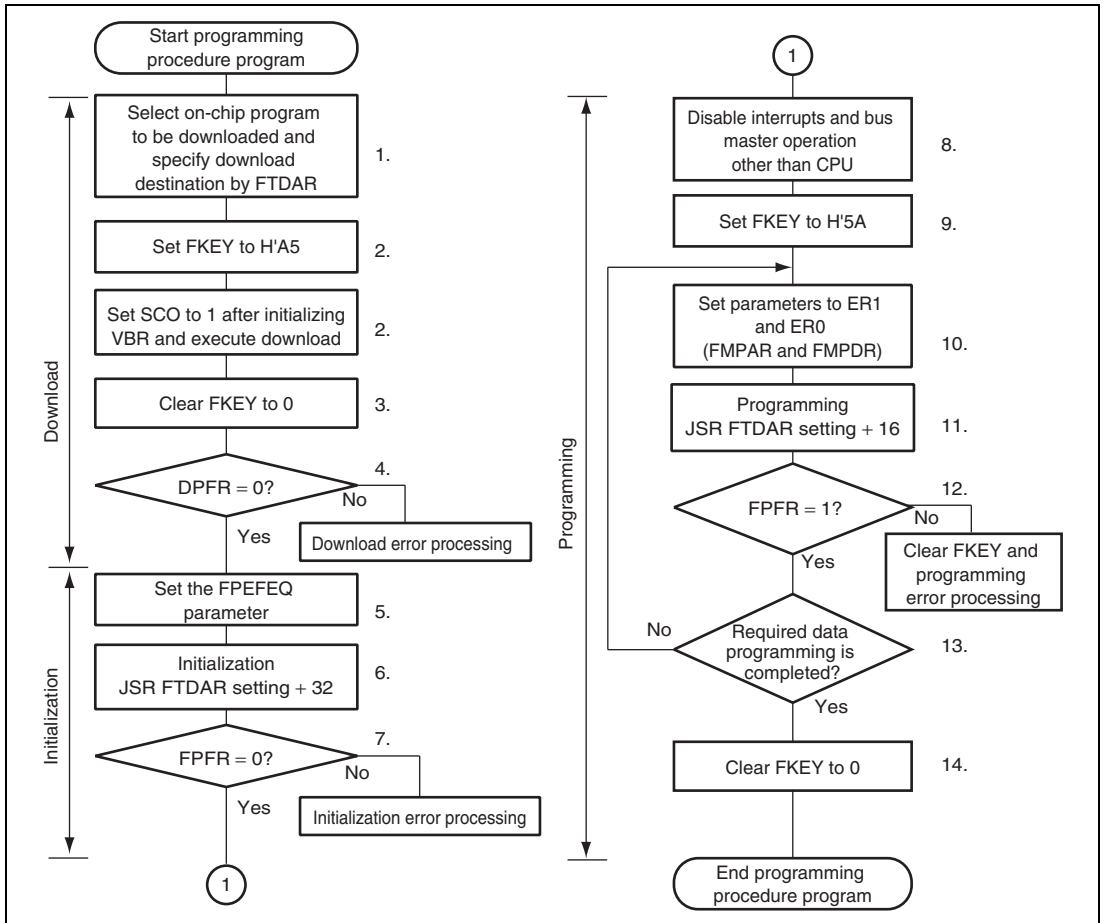 Start programming
procedure program
Select on-chip program
to be downloaded and
specify download
destination by FTDAR
1.
Set FKEY to H'A5
2.
Set SCO to 1 after initializing
VBR and execute download
2.
Clear FKEY to 0
3.
4.
DPFR = 0?
No
Yes
Download error processing
Download
Set the FPEFEQ
parameter
5.
Initialization
JSR FTDAR setting + 32
6.
7.
FPFR = 0?
No
Yes
Initialization error processing
Initialization
1
1
Disable interrupts and bus
master operation
other than CPU
8.
Set FKEY to H'5A
9.
Set parameters to ER1
and ER0
(FMPAR and FMPDR)
10.
Programming
JSR FTDAR setting + 16
11.
12.
FPFR = 1?
No
Yes
Clear FKEY and
programming
error processing
Programming
No
Required data
programming is
completed?
13.
Yes
Clear FKEY to 0
14.
End programming
procedure program